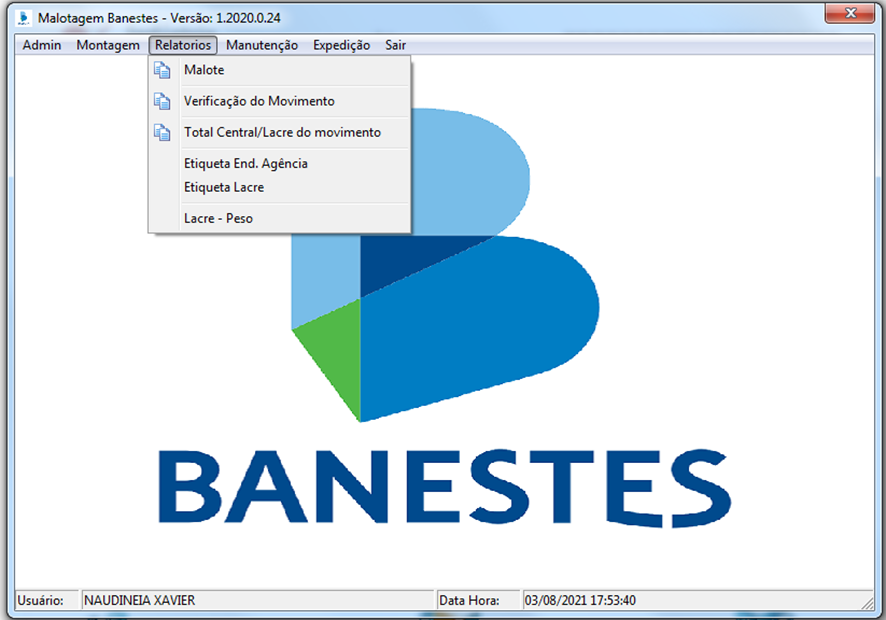 Malotagem Banestes - Versão: 1.2020.0.24
Admin Montagem Relatorios Manutenção Expedição Sair
Malote
Verificação do Movimento
Total Central/Lacre do movimento
Etiqueta End. Agência
Etiqueta Lacre
Lacre - Peso
BANESTES
Usuário: NAUDINEIA XAVIER Data Hora: 03/08/2021 17:53:40